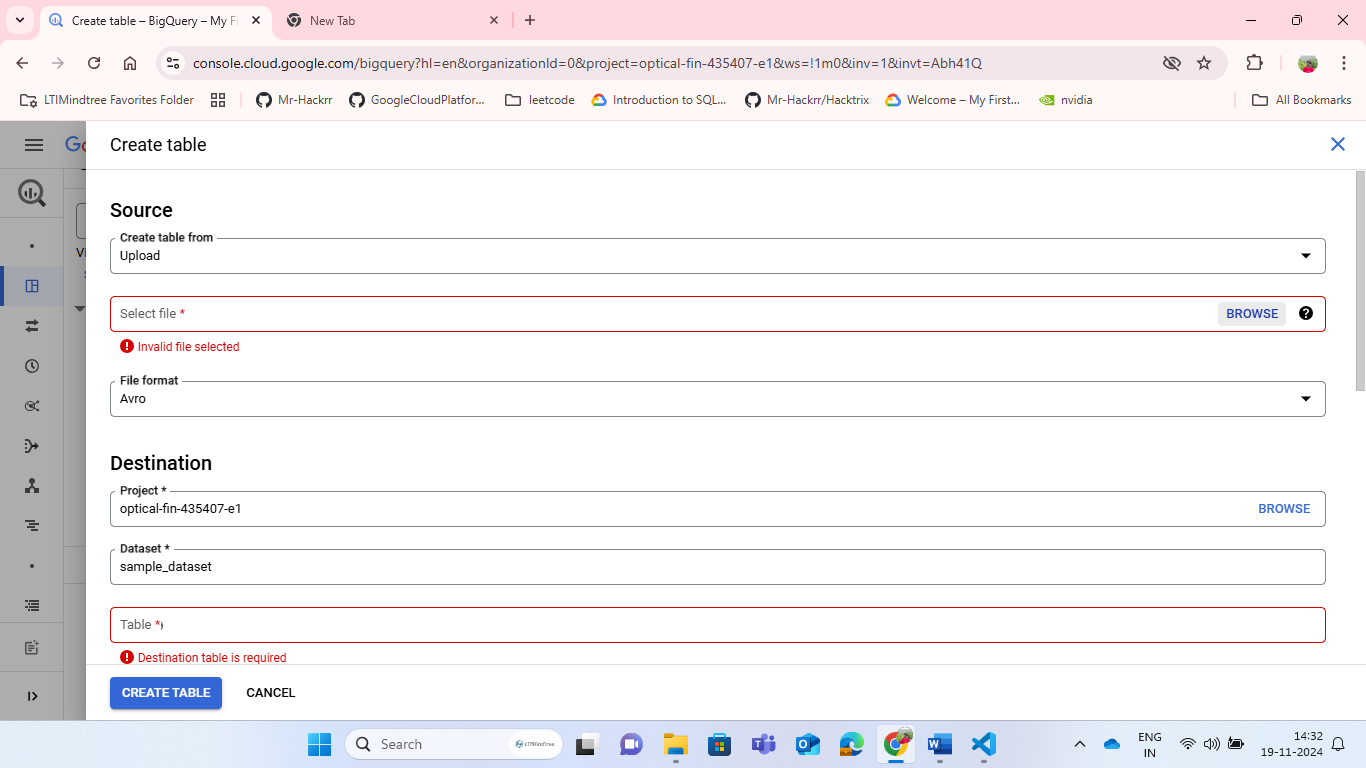 Create table – BigQuery – My Fi
New Tab
console.cloud.google.com/bigquery?hl=en&organizationId=0&project=optical-fin-435407-e1&ws=!1m0&inv=1&invt=Abh41Q
LTIMindtree Favorites Folder
Mr-Hackrr
GoogleCloudPlatfor...
leetcode
Introduction to SQL...
Mr-Hackrr/Hacktrix
Welcome – My First...
nvidia
All Bookmarks
Create table
Source
Create table from
Upload
Select file *
BROWSE
Invalid file selected
File format
Avro
Destination
Project *
optical-fin-435407-e1
BROWSE
Dataset *
sample_dataset
Table *
Destination table is required
CREATE TABLE
CANCEL
Search
LTIMindtree
ENG
IN
14:32
19-11-2024